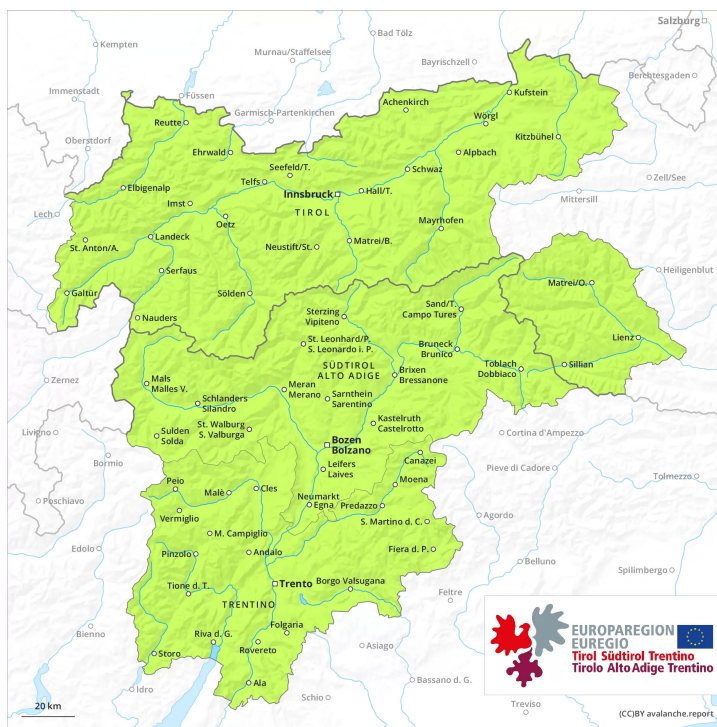 Salzburg
Kempten
Bad Tölz
Murnau/Staffelsee
Bayrischzell
Berchtesgaden
Immenstadt
Füssen
Garmisch-Partenkirchen
Achenkirch
Kufstein
Reutte
Wörgl
Oberstdorf
Kitzbühel
Ehrwald
Alpbach
Seefeld/T.
Schwaz
Zell/See
Telfs
Elbigenalp
Innsbruck
Hall/T.
Mittersill
Imst
TIROL
Lech
Oetz
Mayrhofen
Landeck
St. Anton/A.
Neustift/St.
Matrei/B.
Serfaus
Heiligenblut
Galtür
Sölden
Matrei/O.
Nauders
Sterzing
Vipiteno
Sand/T.
Campo Tures
Lienz
St. Leonhard/P.
S. Leonardo i. P.
Bruneck
Brunico
Toblach
Dobbiaco
Sillian
SÜDTIROL
ALTO ADIGE
Brixen
Bressanone
Zernez
Mals
Malles V.
Meran
Merano
Schlanders
Silandro
Sarnthein
Sarentino
Kastelruth
Castelrotto
St. Walburg
S. Valburga
Sulden
Solda
Livigno
Cortina d'Ampezzo
Bozen
Bolzano
Bormio
Canazei
Pieve di Cadore
Leifers
Laives
Tolmezzo
Peio
Malè
Cles
Moena
Poschiavo
Neumarkt
Egna
Predazzo
Vermiglio
Agordo
S. Martino d. C.
M. Campiglio
Edolo
Pinzolo
Andalo
Fiera d. P.
Belluno
Spilimbergo
Tione d. T.
Trento
Borgo Valsugana
Feltre
TRENTINO
Folgaria
Bienno
Riva d. G.
Rovereto
Asiago
Storo
Bassano d. G.
Ala
Idro
Schio
Treviso
20 km
EUROPAREGION
EUREGIO
Tirol Südtirol Trentino
Tirolo Alto Adige Trentino
(CC)BY avalanche.report